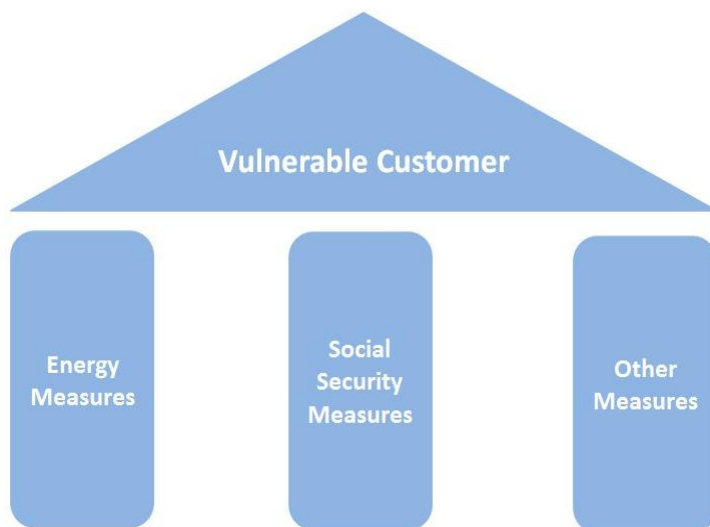 Vulnerable Customer
Energy
Measures
Social
Security
Measures
Other
Measures